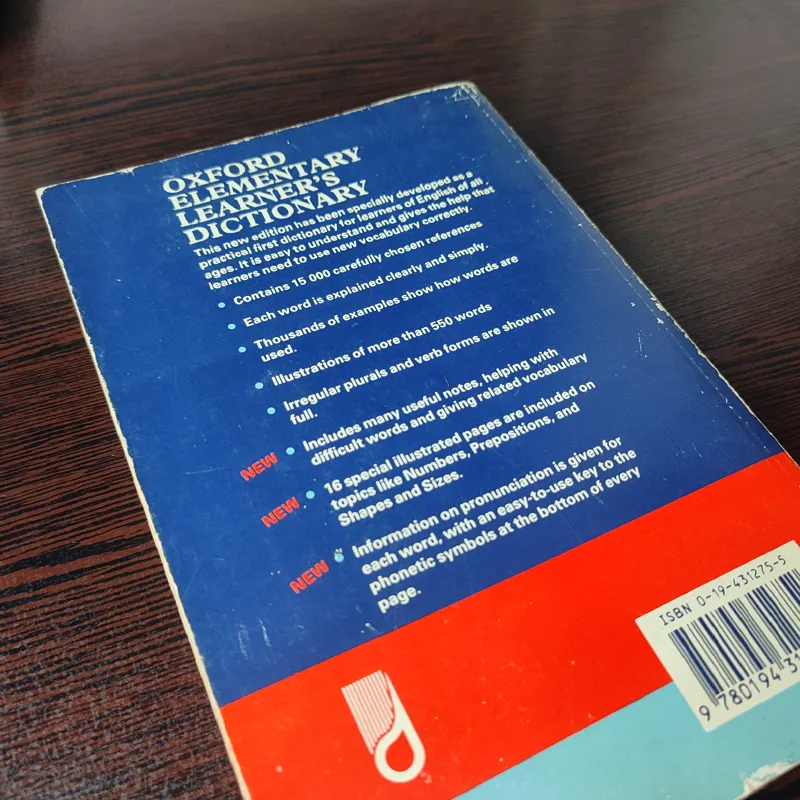 OXFORD
ELEMENTARY
LEARNER'S
DICTIONARY
This new edition has been specially developed as a
practical first dictionary for learners of English of all
ages. It is easy to understand and gives the help that
learners need to use new vocabulary correctly.
• Contains 15 000 carefully chosen references
• Each word is explained clearly and simply.
• Thousands of examples show how words are
used.
• Illustrations of more than 550 words
• Irregular plurals and verb forms are shown in
full.
NEW • Includes many useful notes, helping with
difficult words and giving related vocabulary
NEW • 16 special illustrated pages are included on
topics like Numbers, Prepositions, and
Shapes and Sizes.
NEW • Information on pronunciation is given for
each word, with an easy-to-use key to the
phonetic symbols at the bottom of every
page.
ISBN 0-19-431275-5
9 780194 31